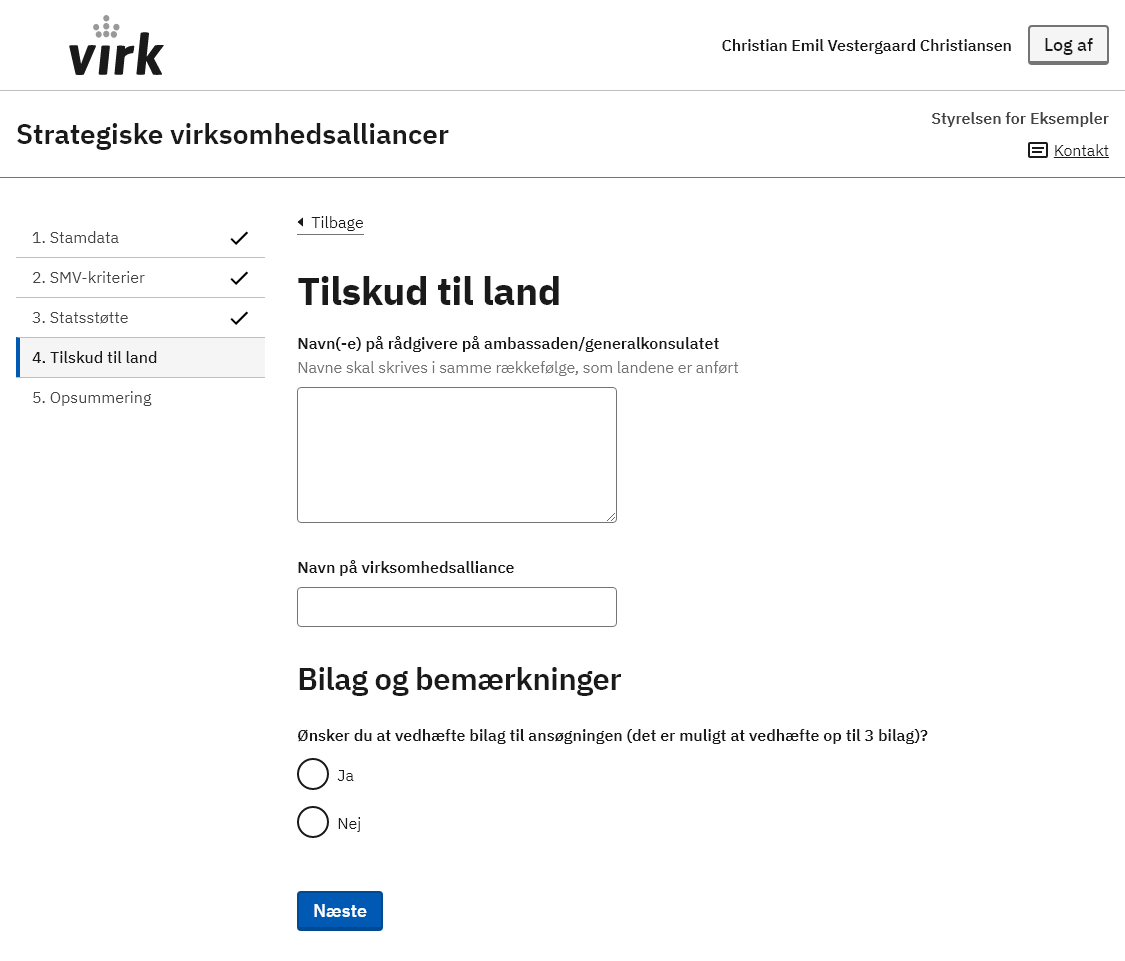 virk
Christian Emil Vestergaard Christiansen
Log af
Strategiske virksomhedsalliancer
Styrelsen for Eksempler
Kontakt
1. Stamdata
2. SMV-kriterier
3. Statsstøtte
4. Tilskud til land
5. Opsummering
Tilbage
Tilskud til land
Navn(-e) på rådgivere på ambassaden/generalkonsulatet
Navne skal skrives i samme rækkefølge, som landene er anført
Navn på virksomhedsalliance
Bilag og bemærkninger
Ønsker du at vedhæfte bilag til ansøgningen (det er muligt at vedhæfte op til 3 bilag)?
Ja
Nej
Næste